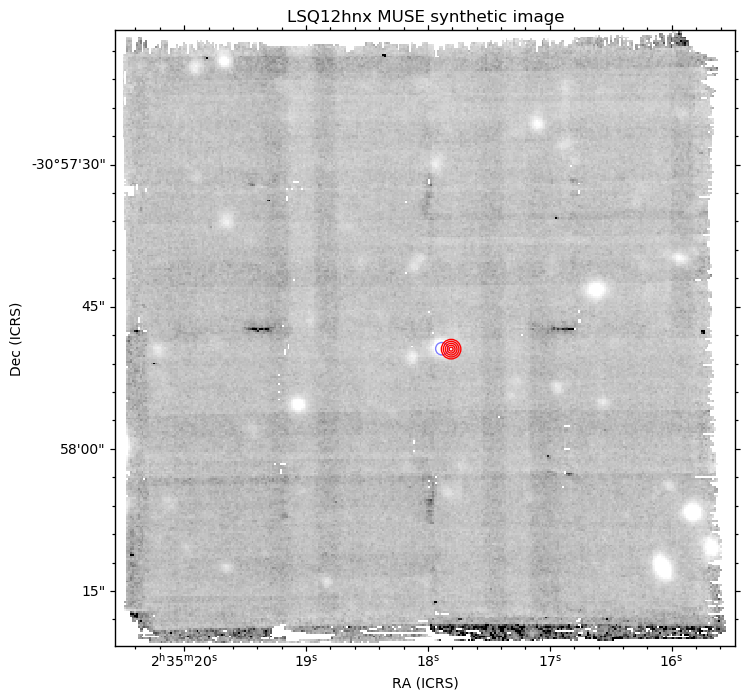 LSQ12hnx MUSE synthetic image
-30°57'30"
45"
58'00"
15"
Dec (ICRS)
2ʰ35ᵐ20ˢ 19ˢ 18ˢ 17ˢ 16ˢ
RA (ICRS)